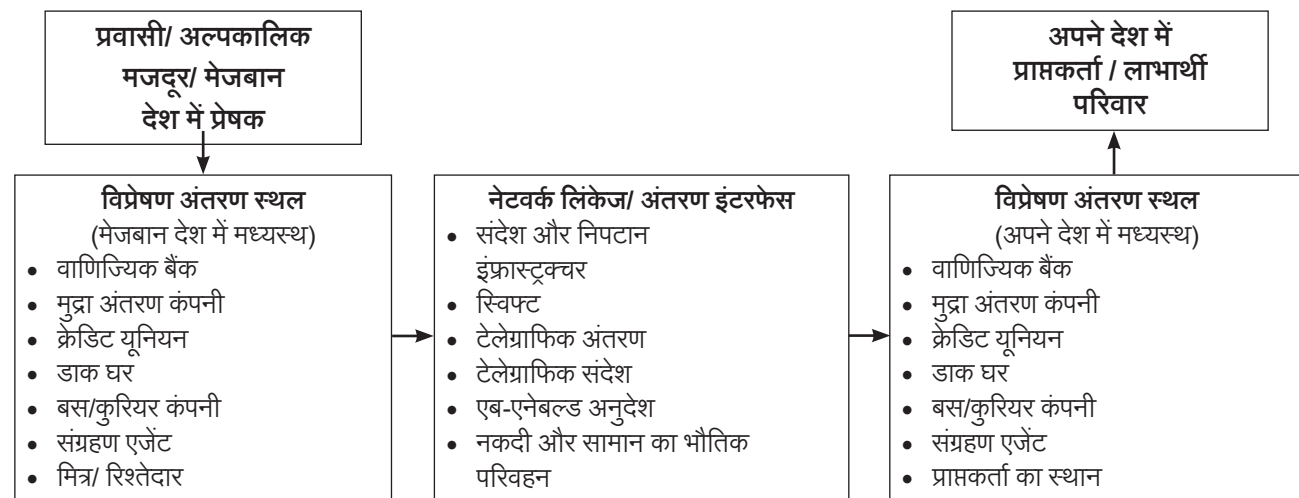 प्रवासी/ अल्पकालिक
मजदूर/ मेजबान
देश में प्रेषक
अपने देश में
प्राप्तकर्ता / लाभार्थी
परिवार
विप्रेषण अंतरण स्थल
(मेजबान देश में मध्यस्थ)
• वाणिज्यिक बैंक
• मुद्रा अंतरण कंपनी
• क्रेडिट यूनियन
• डाक घर
• बस/कुरियर कंपनी
• संग्रहण एजेंट
• मित्र/ रिश्तेदार
नेटवर्क लिंकेज/ अंतरण इंटरफेस
• संदेश और निपटान
इंफ्रास्ट्रक्चर
• स्विफ्ट
• टेलेग्राफिक अंतरण
• टेलेग्राफिक संदेश
• एब-एनेबल्ड अनुदेश
• नकदी और सामान का भौतिक
परिवहन
विप्रेषण अंतरण स्थल
(अपने देश में मध्यस्थ)
• वाणिज्यिक बैंक
• मुद्रा अंतरण कंपनी
• क्रेडिट यूनियन
• डाक घर
• बस/कुरियर कंपनी
• संग्रहण एजेंट
• प्राप्तकर्ता का स्थान